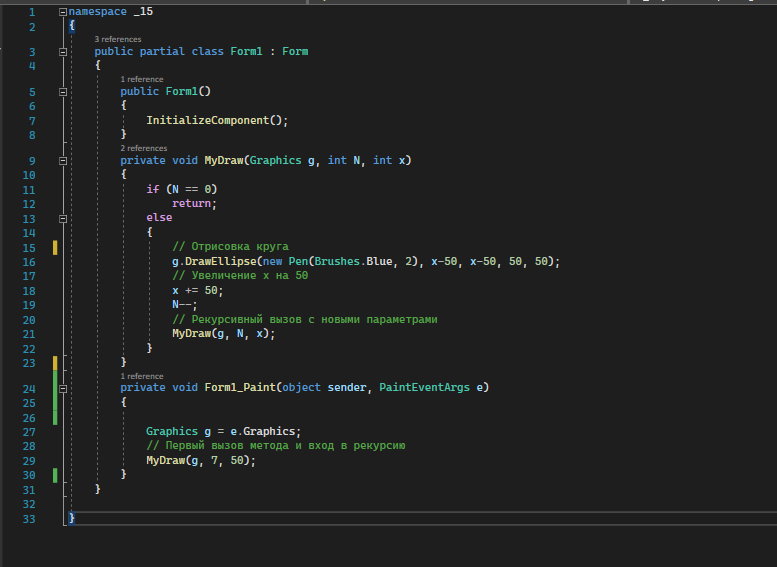 1 namespace _15
2 {
3 references
3 public partial class Form1 : Form
4 {
1 reference
5 public Form1()
6 {
7 InitializeComponent();
8 }
2 references
9 private void MyDraw(Graphics g, int N, int x)
10 {
11 if (N == 0)
12 return;
13 else
14 {
15 // Отрисовка круга
16 g.DrawEllipse(new Pen(Brushes.Blue, 2), x-50, x-50, 50, 50);
17 // Увеличение x на 50
18 x += 50;
19 N--;
20 // Рекурсивный вызов с новыми параметрами
21 MyDraw(g, N, x);
22 }
23 }
1 reference
24 private void Form1_Paint(object sender, PaintEventArgs e)
25 {
26
27 Graphics g = e.Graphics;
28 // Первый вызов метода и вход в рекурсию
29 MyDraw(g, 7, 50);
30 }
31 }
32
33 }